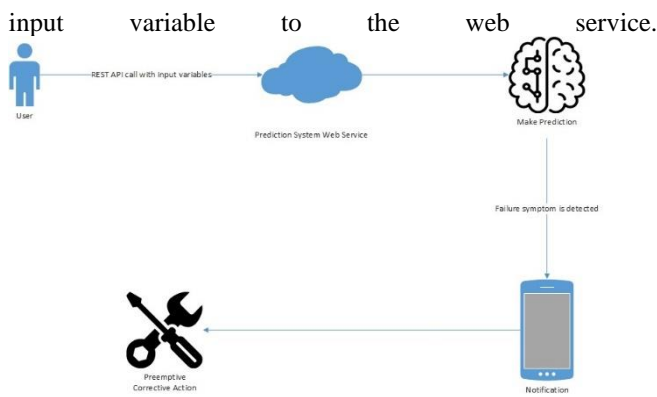 input variable to the web service.
REST API call with input variables
User
Prediction System Web Service
Make Prediction
Failure symptom is detected
Preemptive
Corrective Action
Notification